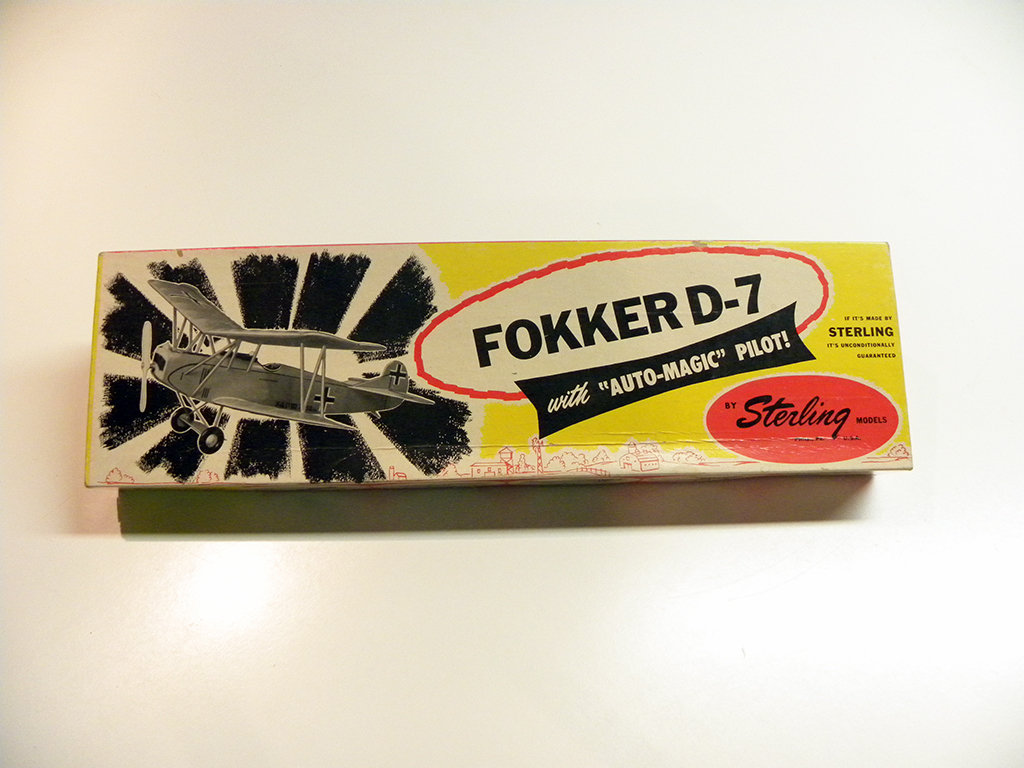 FOKKER D-7
with "AUTO-MAGIC" PILOT!
IF IT'S MADE BY
STERLING
IT'S UNCONDITIONALLY
GUARANTEED
BY Sterling MODELS
U.S.A.